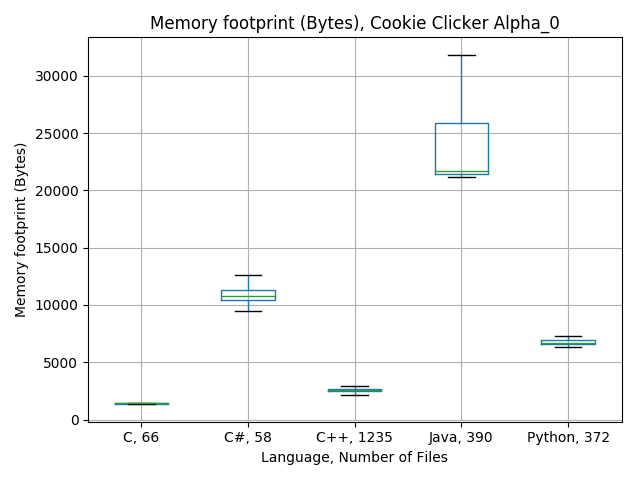 Memory footprint (Bytes), Cookie Clicker Alpha_0
Memory footprint (Bytes)
30000
25000
20000
15000
10000
5000
0
C, 66
C#, 58
C++, 1235
Java, 390
Python, 372
Language, Number of Files